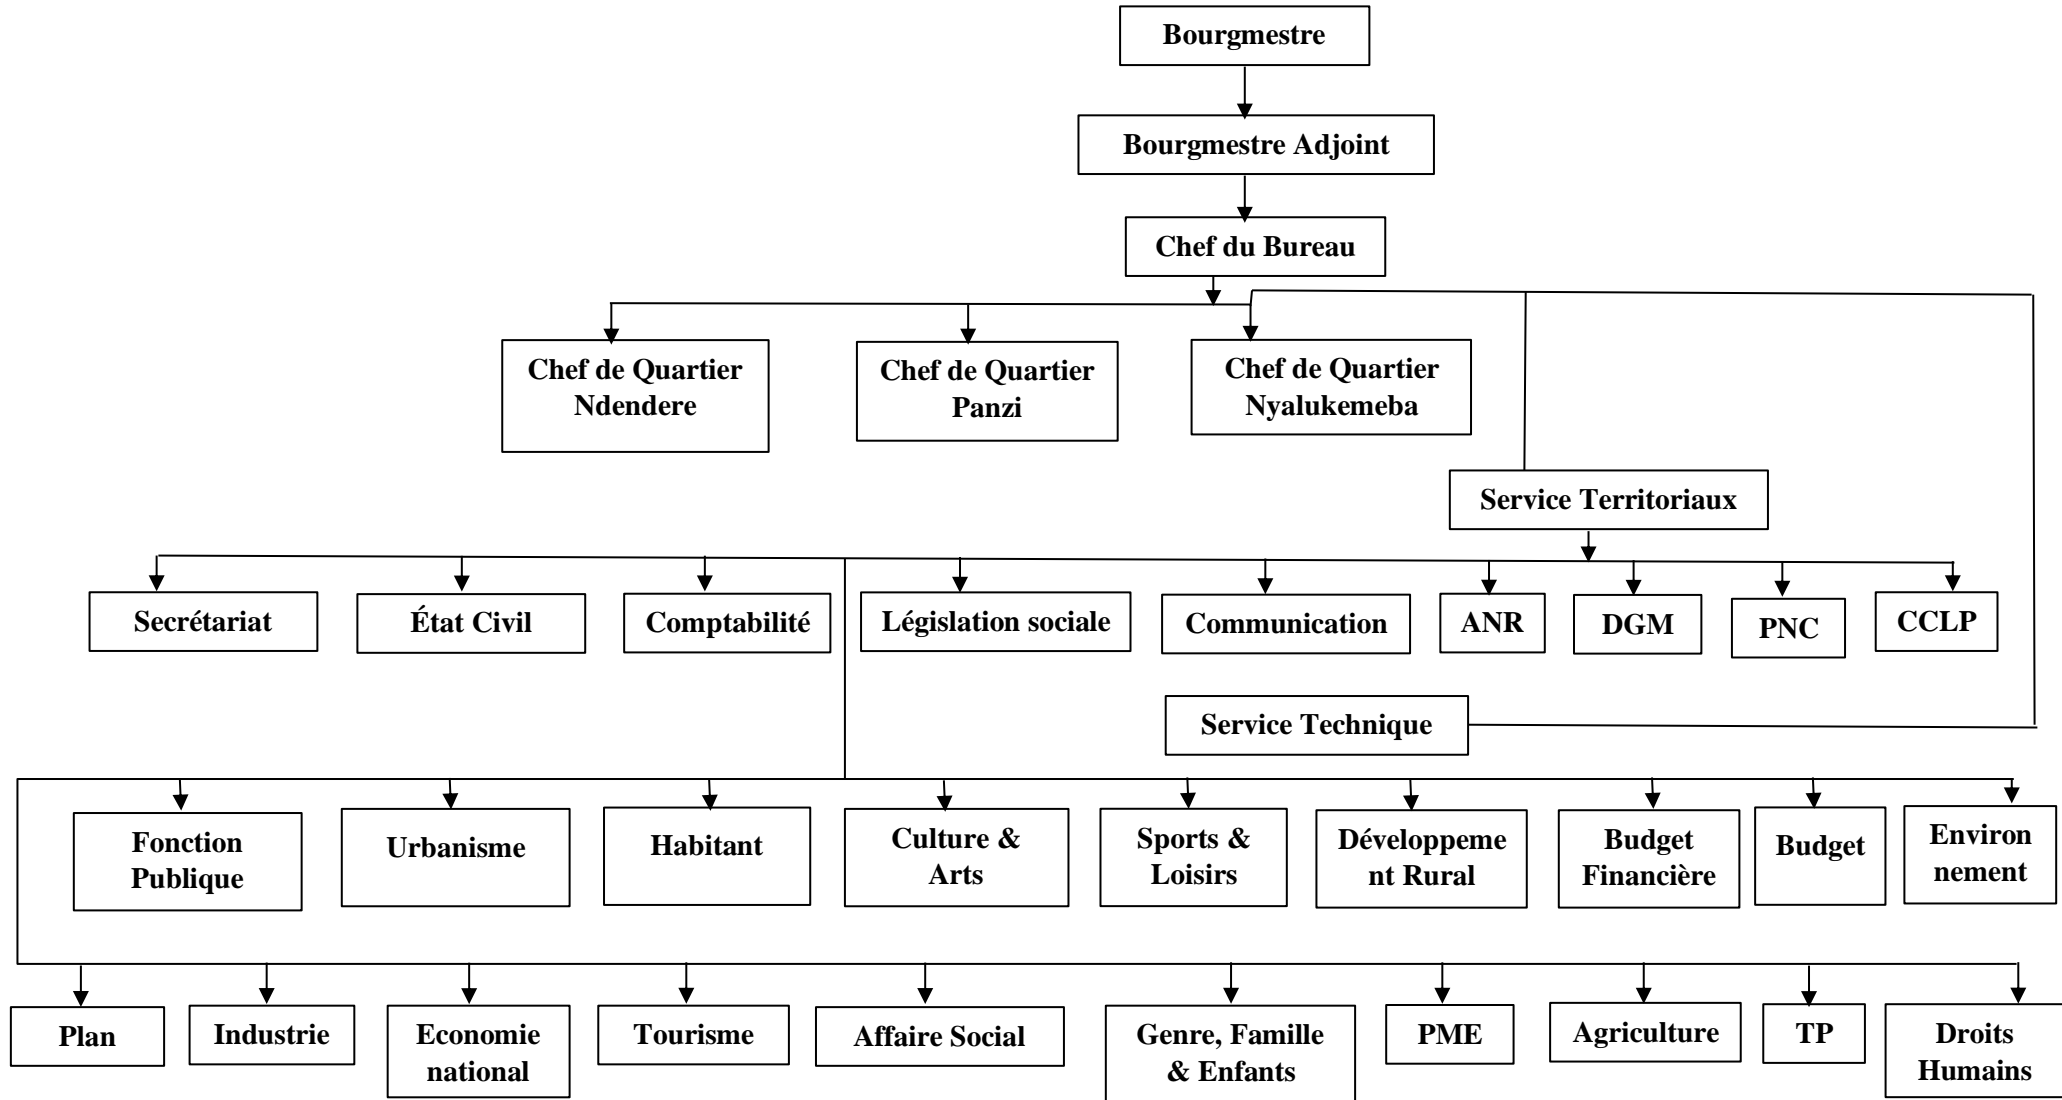 Bourgmestre
Bourgmestre Adjoint
Chef du Bureau
Chef de Quartier
Ndendere
Chef de Quartier
Panzi
Chef de Quartier
Nyalukemeba
Service Territoriaux
Secrétariat
État Civil
Comptabilité
Législation sociale
Communication
ANR
DGM
PNC
CCLP
Service Technique
Fonction
Publique
Urbanisme
Habitant
Culture &
Arts
Sports &
Loisirs
Développeme
nt Rural
Budget
Financière
Budget
Environ
nement
Plan
Industrie
Economie
national
Tourisme
Affaire Social
Genre, Famille
& Enfants
PME
Agriculture
TP
Droits
Humains